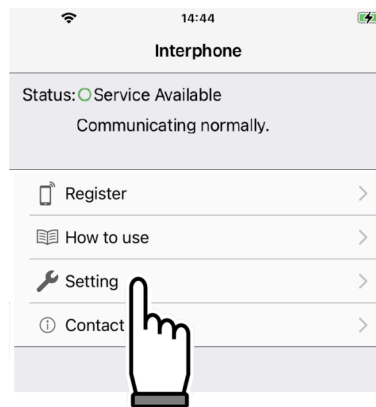 14:44
Interphone
Status: Service Available
Communicating normally.
Register
How to use
Setting
Contact